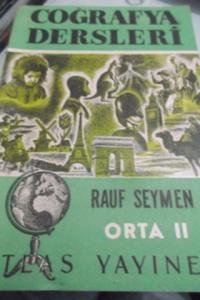 COĞRAFYA
DERSLERİ
RAUF SEYMEN
ORTA II
TLAS YAYINE